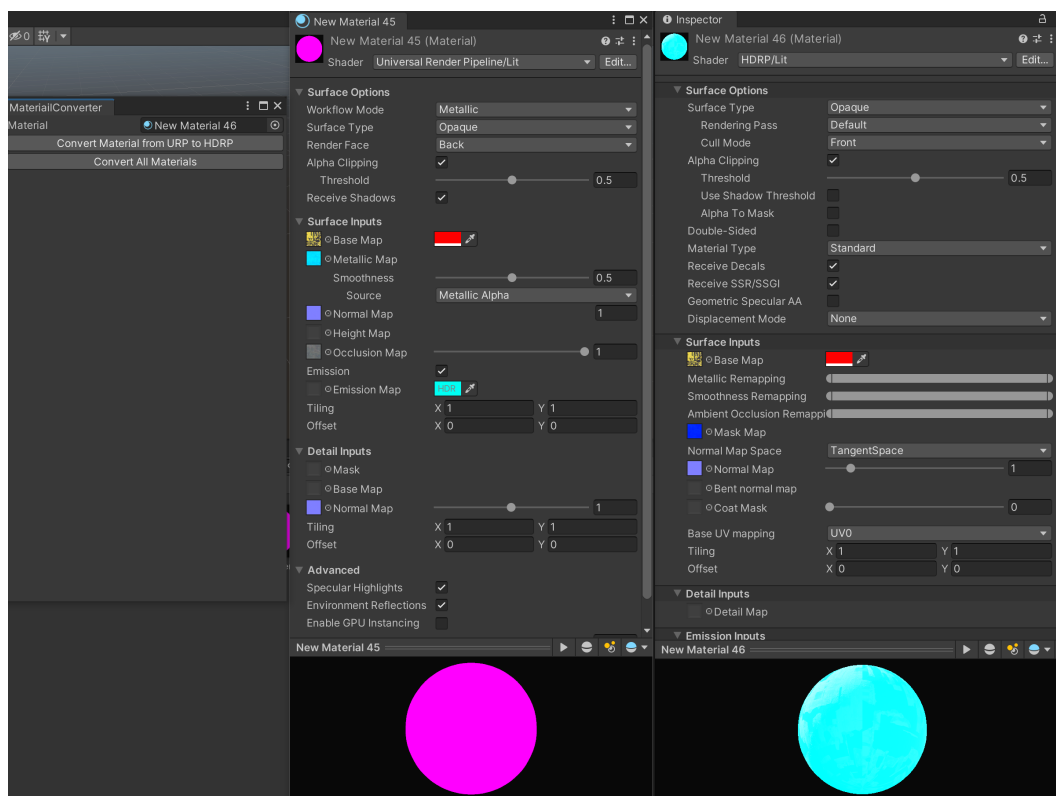 0
MateriailConverter
Material
New Material 46
Convert Material from URP to HDRP
Convert All Materials
New Material 45
New Material 45 (Material)
Shader Universal Render Pipeline/Lit Edit...
Surface Options
Workflow Mode Metallic
Surface Type Opaque
Render Face Back
Alpha Clipping
Threshold 0.5
Receive Shadows
Surface Inputs
Base Map
Metallic Map
Smoothness 0.5
Source Metallic Alpha
Normal Map 1
Height Map
Occlusion Map 1
Emission
Emission Map HDR
Tiling X 1 Y 1
Offset X 0 Y 0
Detail Inputs
Mask
Base Map
Normal Map 1
Tiling X 1 Y 1
Offset X 0 Y 0
Advanced
Specular Highlights
Environment Reflections
Enable GPU Instancing
New Material 45
Inspector
New Material 46 (Material)
Shader HDRP/Lit Edit...
Surface Options
Surface Type Opaque
Rendering Pass Default
Cull Mode Front
Alpha Clipping
Threshold 0.5
Use Shadow Threshold
Alpha To Mask
Double-Sided
Material Type Standard
Receive Decals
Receive SSR/SSGI
Geometric Specular AA
Displacement Mode None
Surface Inputs
Base Map
Metallic Remapping
Smoothness Remapping
Ambient Occlusion Remappi
Mask Map
Normal Map Space TangentSpace
Normal Map 1
Bent normal map
Coat Mask 0
Base UV mapping UV0
Tiling X 1 Y 1
Offset X 0 Y 0
Detail Inputs
Detail Map
Emission Inputs
New Material 46